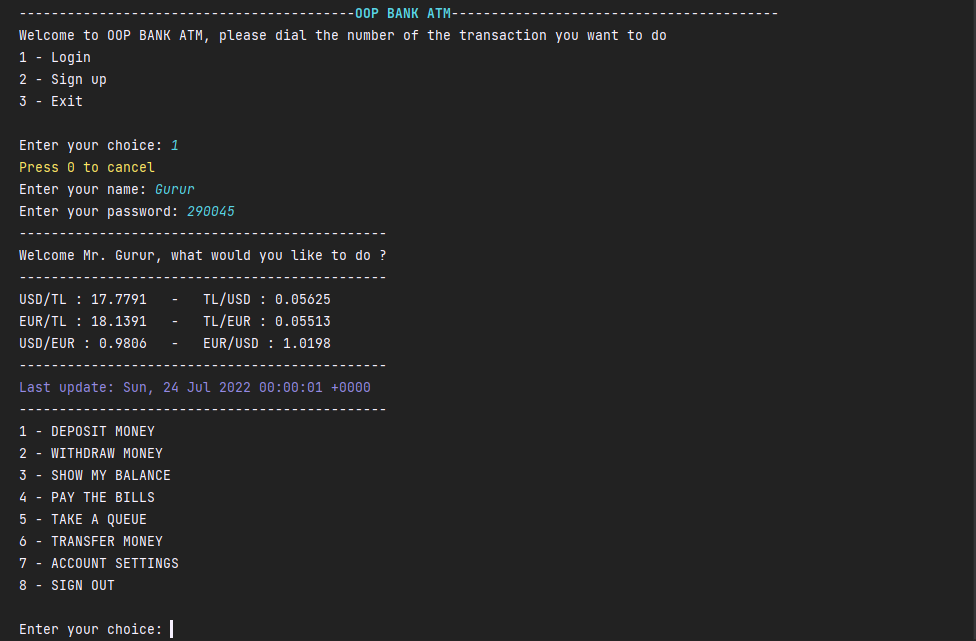 ------------------------------------------OOP BANK ATM-----------------------------------------
Welcome to OOP BANK ATM, please dial the number of the transaction you want to do
1 - Login
2 - Sign up
3 - Exit
Enter your choice: 1
Press 0 to cancel
Enter your name: Gurur
Enter your password: 290045
----------------------------------------------
Welcome Mr. Gurur, what would you like to do ?
----------------------------------------------
USD/TL : 17.7791   -   TL/USD : 0.05625
EUR/TL : 18.1391   -   TL/EUR : 0.05513
USD/EUR : 0.9806   -   EUR/USD : 1.0198
----------------------------------------------
Last update: Sun, 24 Jul 2022 00:00:01 +0000
----------------------------------------------
1 - DEPOSIT MONEY
2 - WITHDRAW MONEY
3 - SHOW MY BALANCE
4 - PAY THE BILLS
5 - TAKE A QUEUE
6 - TRANSFER MONEY
7 - ACCOUNT SETTINGS
8 - SIGN OUT
Enter your choice: